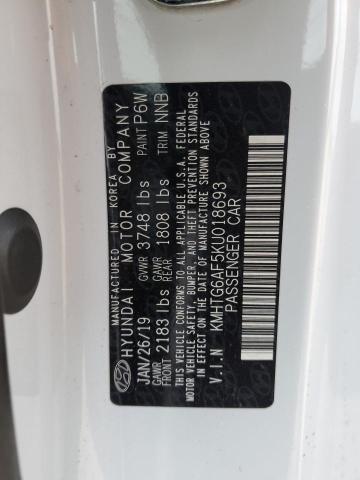 MANUFACTURED IN KOREA BY
HYUNDAI MOTOR COMPANY
JAN/26/19 GVWR 3748 lbs PAINT P6W
GAWR FRONT 2183 lbs GAWR REAR 1808 lbs TRIM NNB
THIS VEHICLE CONFORMS TO ALL APPLICABLE U.S.A. FEDERAL
MOTOR VEHICLE SAFETY, BUMPER, AND THEFT PREVENTION
STANDARDS IN EFFECT ON THE DATE OF MANUFACTURE SHOWN ABOVE
V.I.N KMHTG6AF5KU018693
PASSENGER CAR